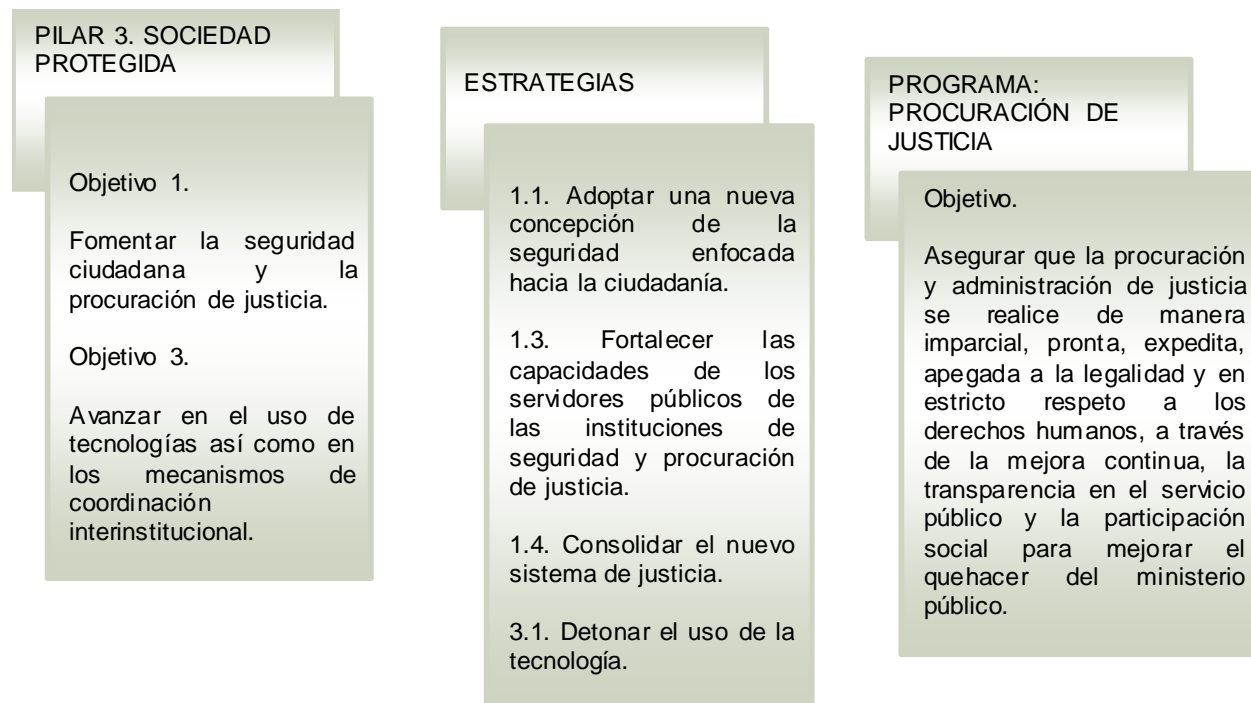 PILAR 3. SOCIEDAD
PROTEGIDA
Objetivo 1.
Fomentar la seguridad
ciudadana y la
procuración de justicia.
Objetivo 3.
Avanzar en el uso de
tecnologías así como en
los mecanismos de
coordinación
interinstitucional.
ESTRATEGIAS
1.1. Adoptar una nueva
concepción de la
seguridad enfocada
hacia la ciudadanía.
1.3. Fortalecer las
capacidades de los
servidores públicos de
las instituciones de
seguridad y procuración
de justicia.
1.4. Consolidar el nuevo
sistema de justicia.
3.1. Detonar el uso de la
tecnología.
PROGRAMA:
PROCURACIÓN DE
JUSTICIA
Objetivo.
Asegurar que la procuración
y administración de justicia
se realice de manera
imparcial, pronta, expedita,
apegada a la legalidad y en
estricto respeto a los
derechos humanos, a través
de la mejora continua, la
transparencia en el servicio
público y la participación
social para mejorar el
quehacer del ministerio
público.